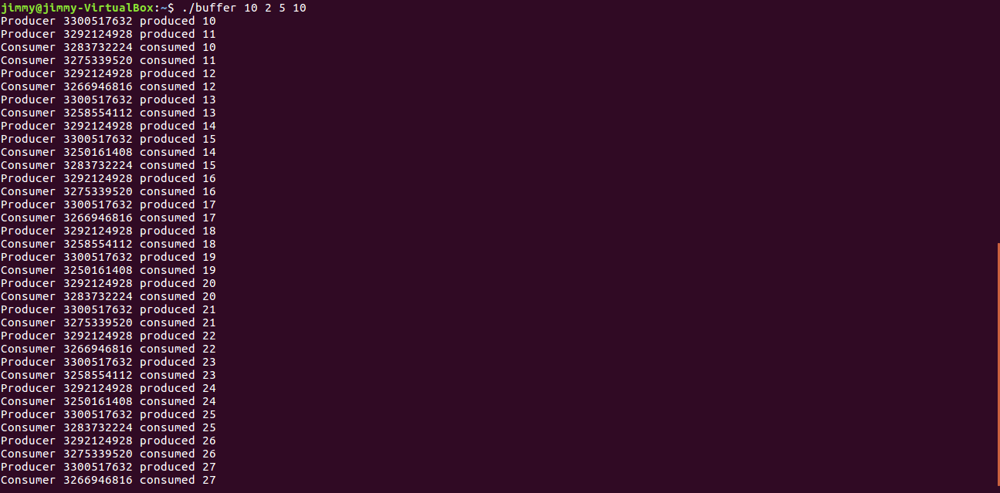 jimmy@jimmy-VirtualBox:~$ ./buffer 10 2 5 10
Producer 3300517632 produced 10
Producer 3292124928 produced 11
Consumer 3283732224 consumed 10
Consumer 3275339520 consumed 11
Producer 3292124928 produced 12
Consumer 3266946816 consumed 12
Producer 3300517632 produced 13
Consumer 3258554112 consumed 13
Producer 3292124928 produced 14
Producer 3300517632 produced 15
Consumer 3250161408 consumed 14
Consumer 3283732224 consumed 15
Producer 3292124928 produced 16
Consumer 3275339520 consumed 16
Producer 3300517632 produced 17
Consumer 3266946816 consumed 17
Producer 3292124928 produced 18
Consumer 3258554112 consumed 18
Producer 3300517632 produced 19
Consumer 3250161408 consumed 19
Producer 3292124928 produced 20
Consumer 3283732224 consumed 20
Producer 3300517632 produced 21
Consumer 3275339520 consumed 21
Producer 3292124928 produced 22
Consumer 3266946816 consumed 22
Producer 3300517632 produced 23
Consumer 3258554112 consumed 23
Producer 3292124928 produced 24
Consumer 3250161408 consumed 24
Producer 3300517632 produced 25
Consumer 3283732224 consumed 25
Producer 3292124928 produced 26
Consumer 3275339520 consumed 26
Producer 3300517632 produced 27
Consumer 3266946816 consumed 27